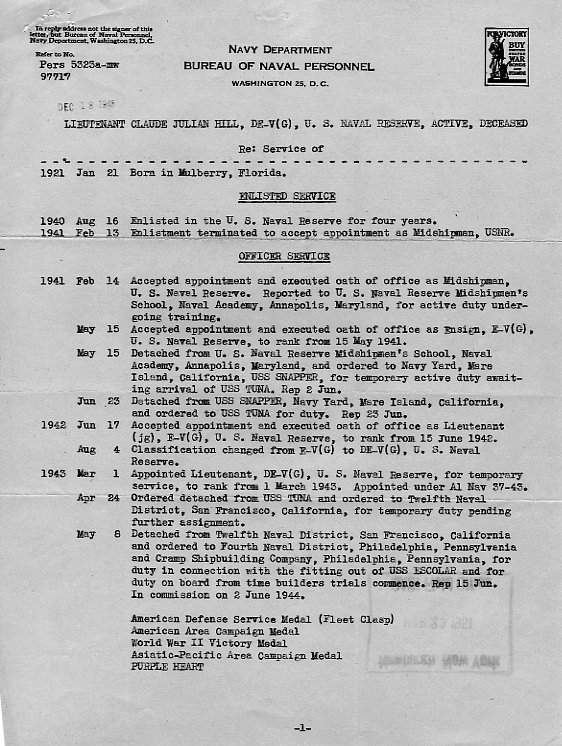 In reply address not the signer of this
letter, but Bureau of Naval Personnel,
Navy Department, Washington 25, D.C.
Refer to No.
Pers 5323a-mw
97717
DEC 18
NAVY DEPARTMENT
BUREAU OF NAVAL PERSONNEL
WASHINGTON 25, D. C.
FOR VICTORY
BUY
UNITED STATES
WAR
BONDS
AND
STAMPS
LIEUTENANT CLAUDE JULIAN HILL, DE-V(G), U. S. NAVAL RESERVE, ACTIVE, DECEASED
Re: Service of
1921 Jan 21 Born in Mulberry, Florida.
ENLISTED SERVICE
1940 Aug 16 Enlisted in the U. S. Naval Reserve for four years.
1941 Feb 13 Enlistment terminated to accept appointment as Midshipman, USNR.
OFFICER SERVICE
1941 Feb 14 Accepted appointment and executed oath of office as Midshipman,
U. S. Naval Reserve. Reported to U. S. Naval Reserve Midshipmen's
School, Naval Academy, Annapolis, Maryland, for active duty under-
going training.
May 15 Accepted appointment and executed oath of office as Ensign, E-V(G),
U. S. Naval Reserve, to rank from 15 May 1941.
May 15 Detached from U. S. Naval Reserve Midshipmen's School, Naval
Academy, Annapolis, Maryland, and ordered to Navy Yard, Mare
Island, California, USS SNAPPER, for temporary active duty await-
ing arrival of USS TUNA. Rep 2 Jun.
Jun 23 Detached from USS SNAPPER, Navy Yard, Mare Island, California,
and ordered to USS TUNA for duty. Rep 23 Jun.
1942 Jun 17 Accepted appointment and executed oath of office as Lieutenant
(jg), E-V(G), U. S. Naval Reserve, to rank from 15 June 1942.
Aug 4 Classification changed from E-V(G) to DE-V(G), U. S. Naval
Reserve.
1943 Mar 1 Appointed Lieutenant, DE-V(G), U. S. Naval Reserve, for temporary
service, to rank from 1 March 1943. Appointed under Al Nav 37-43.
Apr 24 Ordered detached from USS TUNA and ordered to Twelfth Naval
District, San Francisco, California, for temporary duty pending
further assignment.
May 8 Detached from Twelfth Naval District, San Francisco, California
and ordered to Fourth Naval District, Philadelphia, Pennsylvania
and Cramp Shipbuilding Company, Philadelphia, Pennsylvania, for
duty in connection with the fitting out of USS ESCOLAR and for
duty on board from time builders trials commence. Rep 15 Jun.
In commission on 2 June 1944.
American Defense Service Medal (Fleet Clasp)
American Area Campaign Medal
World War II Victory Medal
Asiatic-Pacific Area Campaign Medal
PURPLE HEART
-1-